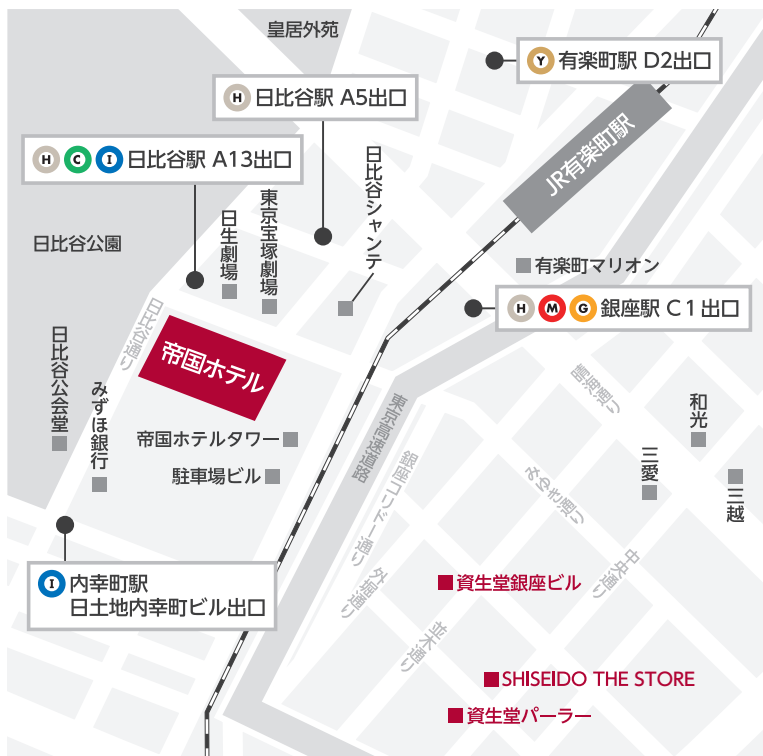 皇居外苑
Y 有楽町駅 D2出口
H 日比谷駅 A5出口
JR有楽町駅
H C I 日比谷駅 A13出口
日比谷シャンテ
東京宝塚劇場
日生劇場
日比谷公園
有楽町マリオン
日比谷通り
H M G 銀座駅 C1出口
帝国ホテル
日比谷公会堂
みずほ銀行
晴海通り
和光
東京高速道路
帝国ホテルタワー
三愛
駐車場ビル
三越
銀座コリドー通り
みゆき通り
I 内幸町駅
日土地内幸町ビル出口
外堀通り
中央通り
資生堂銀座ビル
並木通り
SHISEIDO THE STORE
資生堂パーラー